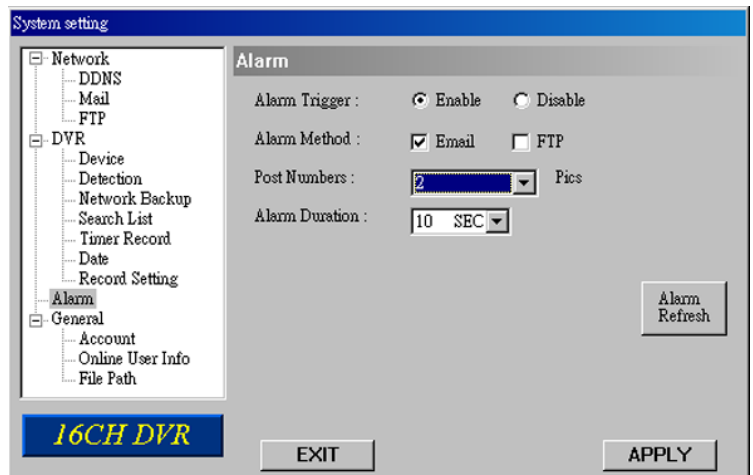 System setting
Network
DDNS
Mail
FTP
DVR
Device
Detection
Network Backup
Search List
Timer Record
Date
Record Setting
Alarm
General
Account
Online User Info
File Path
16CH DVR
Alarm
Alarm Trigger : Enable Disable
Alarm Method : Email FTP
Post Numbers : 2 Pics
Alarm Duration : 10 SEC
Alarm
Refresh
EXIT APPLY